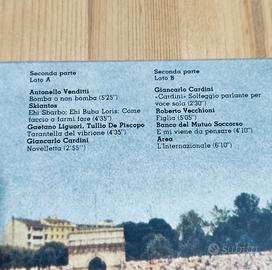 Seconda parte
Lato A
Antonello Venditti
Bomba o non bomba (5'25")
Skiantos
Ehi Sbarbo; Ehi Buba Loris; Come
faccio a farmi fare (4'35")
Gaetano Liguori, Tullio De Piscopo
Tarantella del vibrione (4'35")
Giancarlo Cardini
Novelletta (2'55")
Seconda parte
Lato B
Giancarlo Cardini
«Cardini» Solfeggio parlante per
voce sola (2'30")
Roberto Vecchioni
Figlia (5'05")
Banco del Mutuo Soccorso
E mi viene da pensare (4'10")
Area
L'Internazionale (6'10")
subito